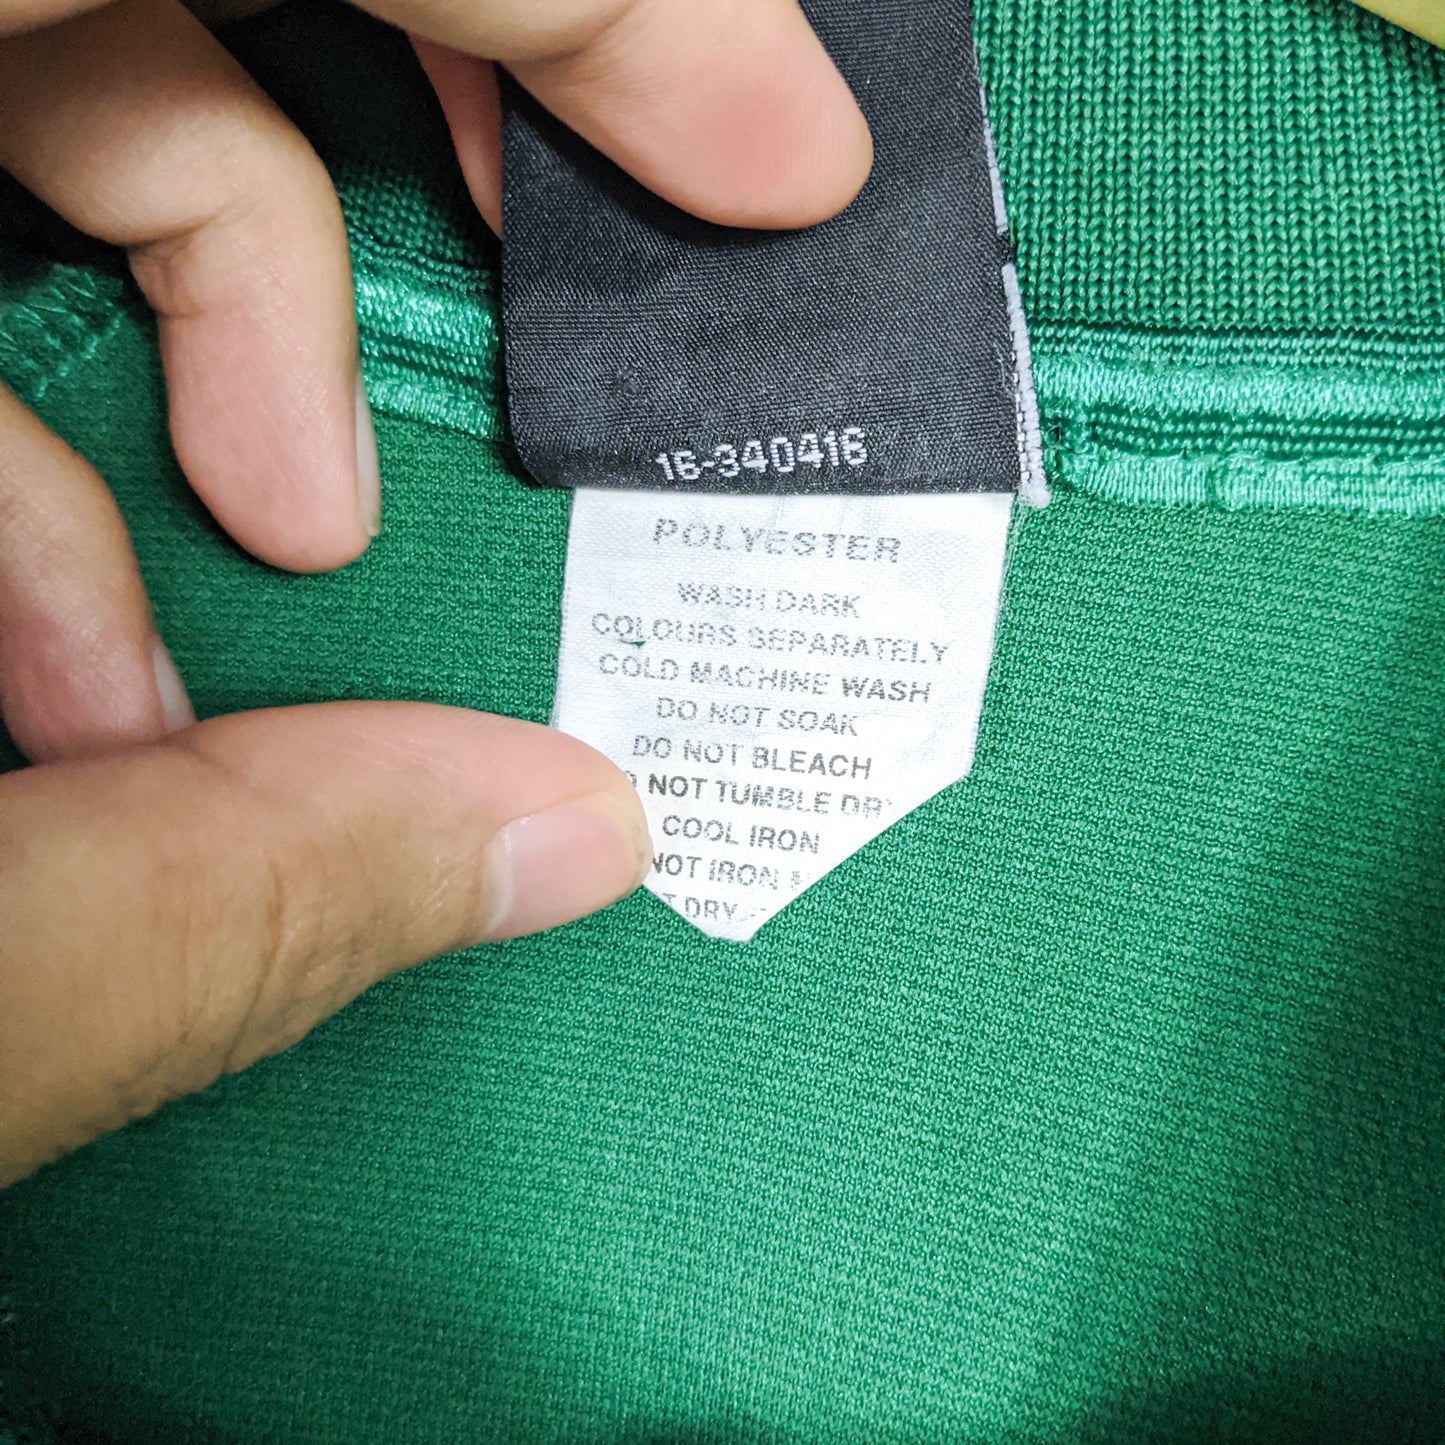 16-340416
POLYESTER
WASH DARK
COLOURS SEPARATELY
COLD MACHINE WASH
DO NOT SOAK
DO NOT BLEACH
NOT TUMBLE
COOL IRON
NOT IRON
DRY